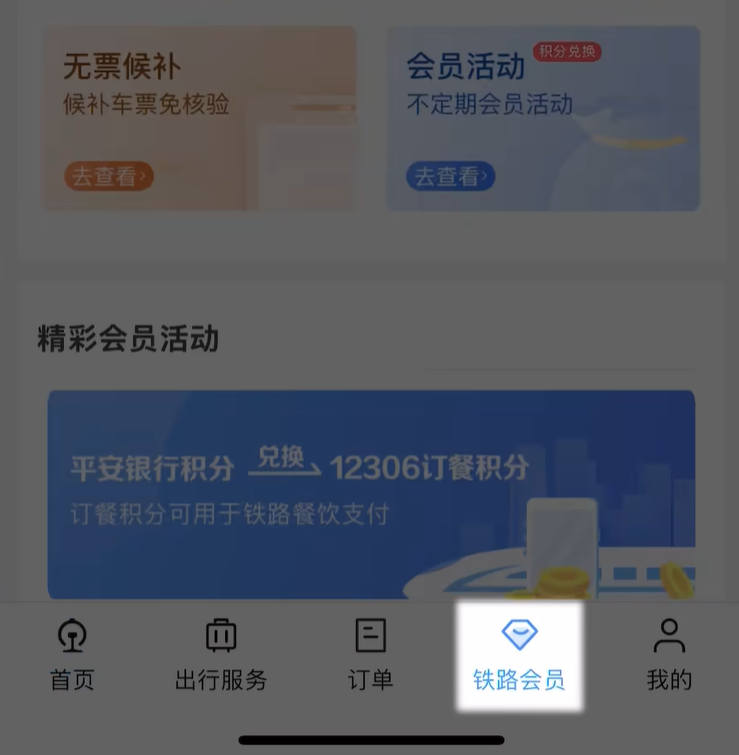 无票候补
候补车票免核验
去查看›
会员活动
积分兑换
不定期会员活动
去查看›
精彩会员活动
平安银行积分 兑换 12306订餐积分
订餐积分可用于铁路餐饮支付
首页
出行服务
订单
铁路会员
我的